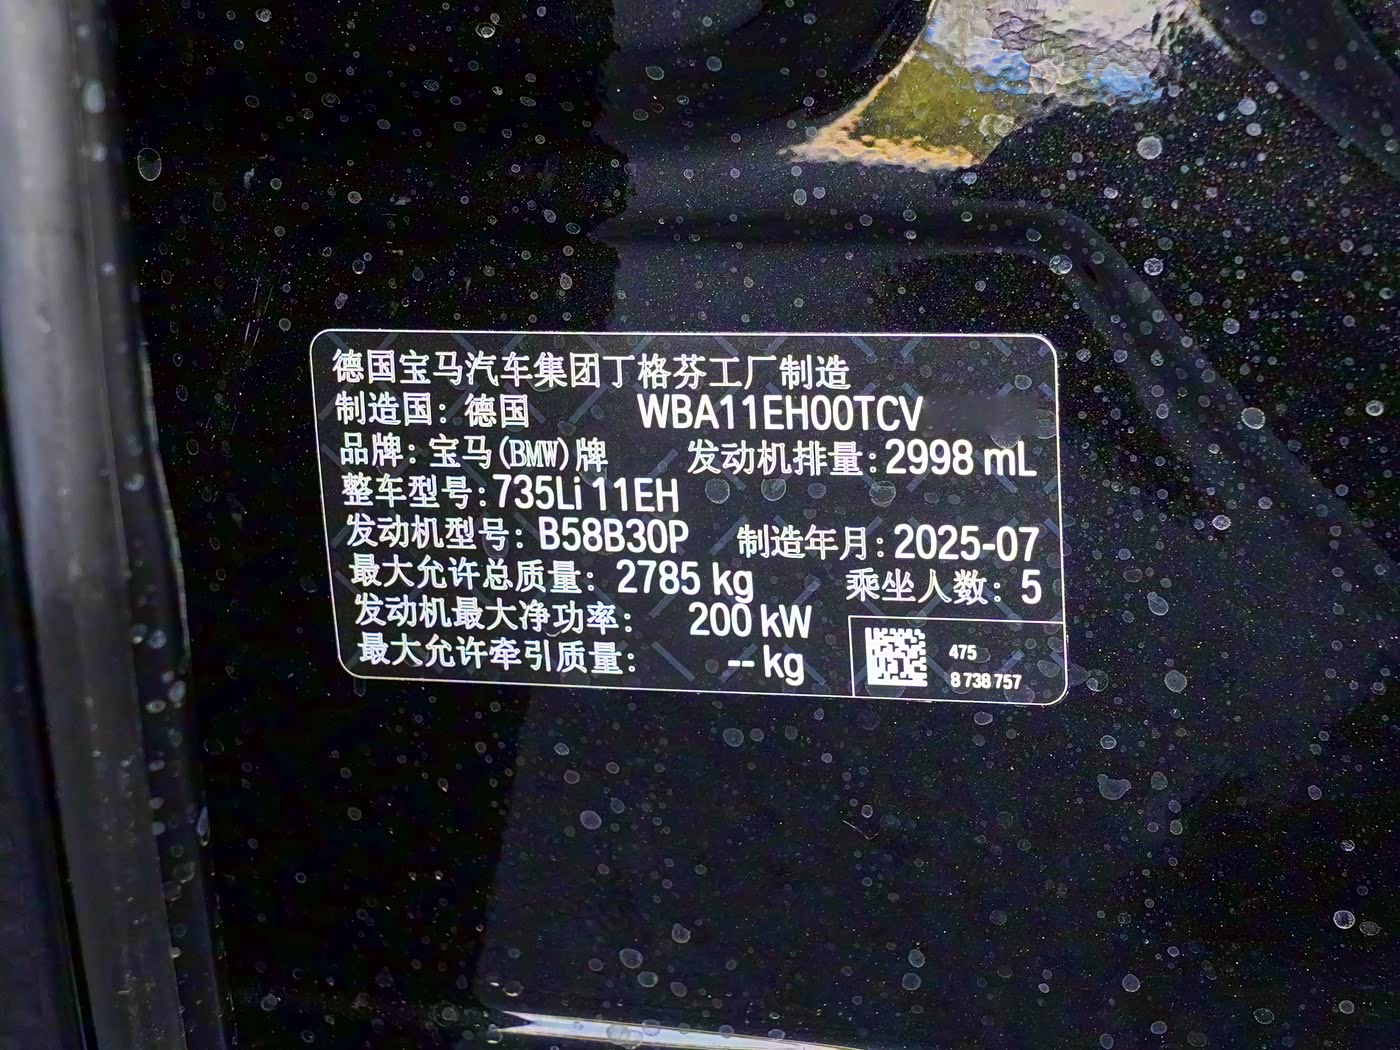 德国宝马汽车集团丁格芬工厂制造
制造国：德国 WBA11EH00TCV
品牌：宝马(BMW)牌 发动机排量：2998 mL
整车型号：735Li 11EH
发动机型号：B58B30P 制造年月：2025-07
最大允许总质量：2785 kg 乘坐人数：5
发动机最大净功率：200 kW
最大允许牵引质量：-- kg
475
8 738 757